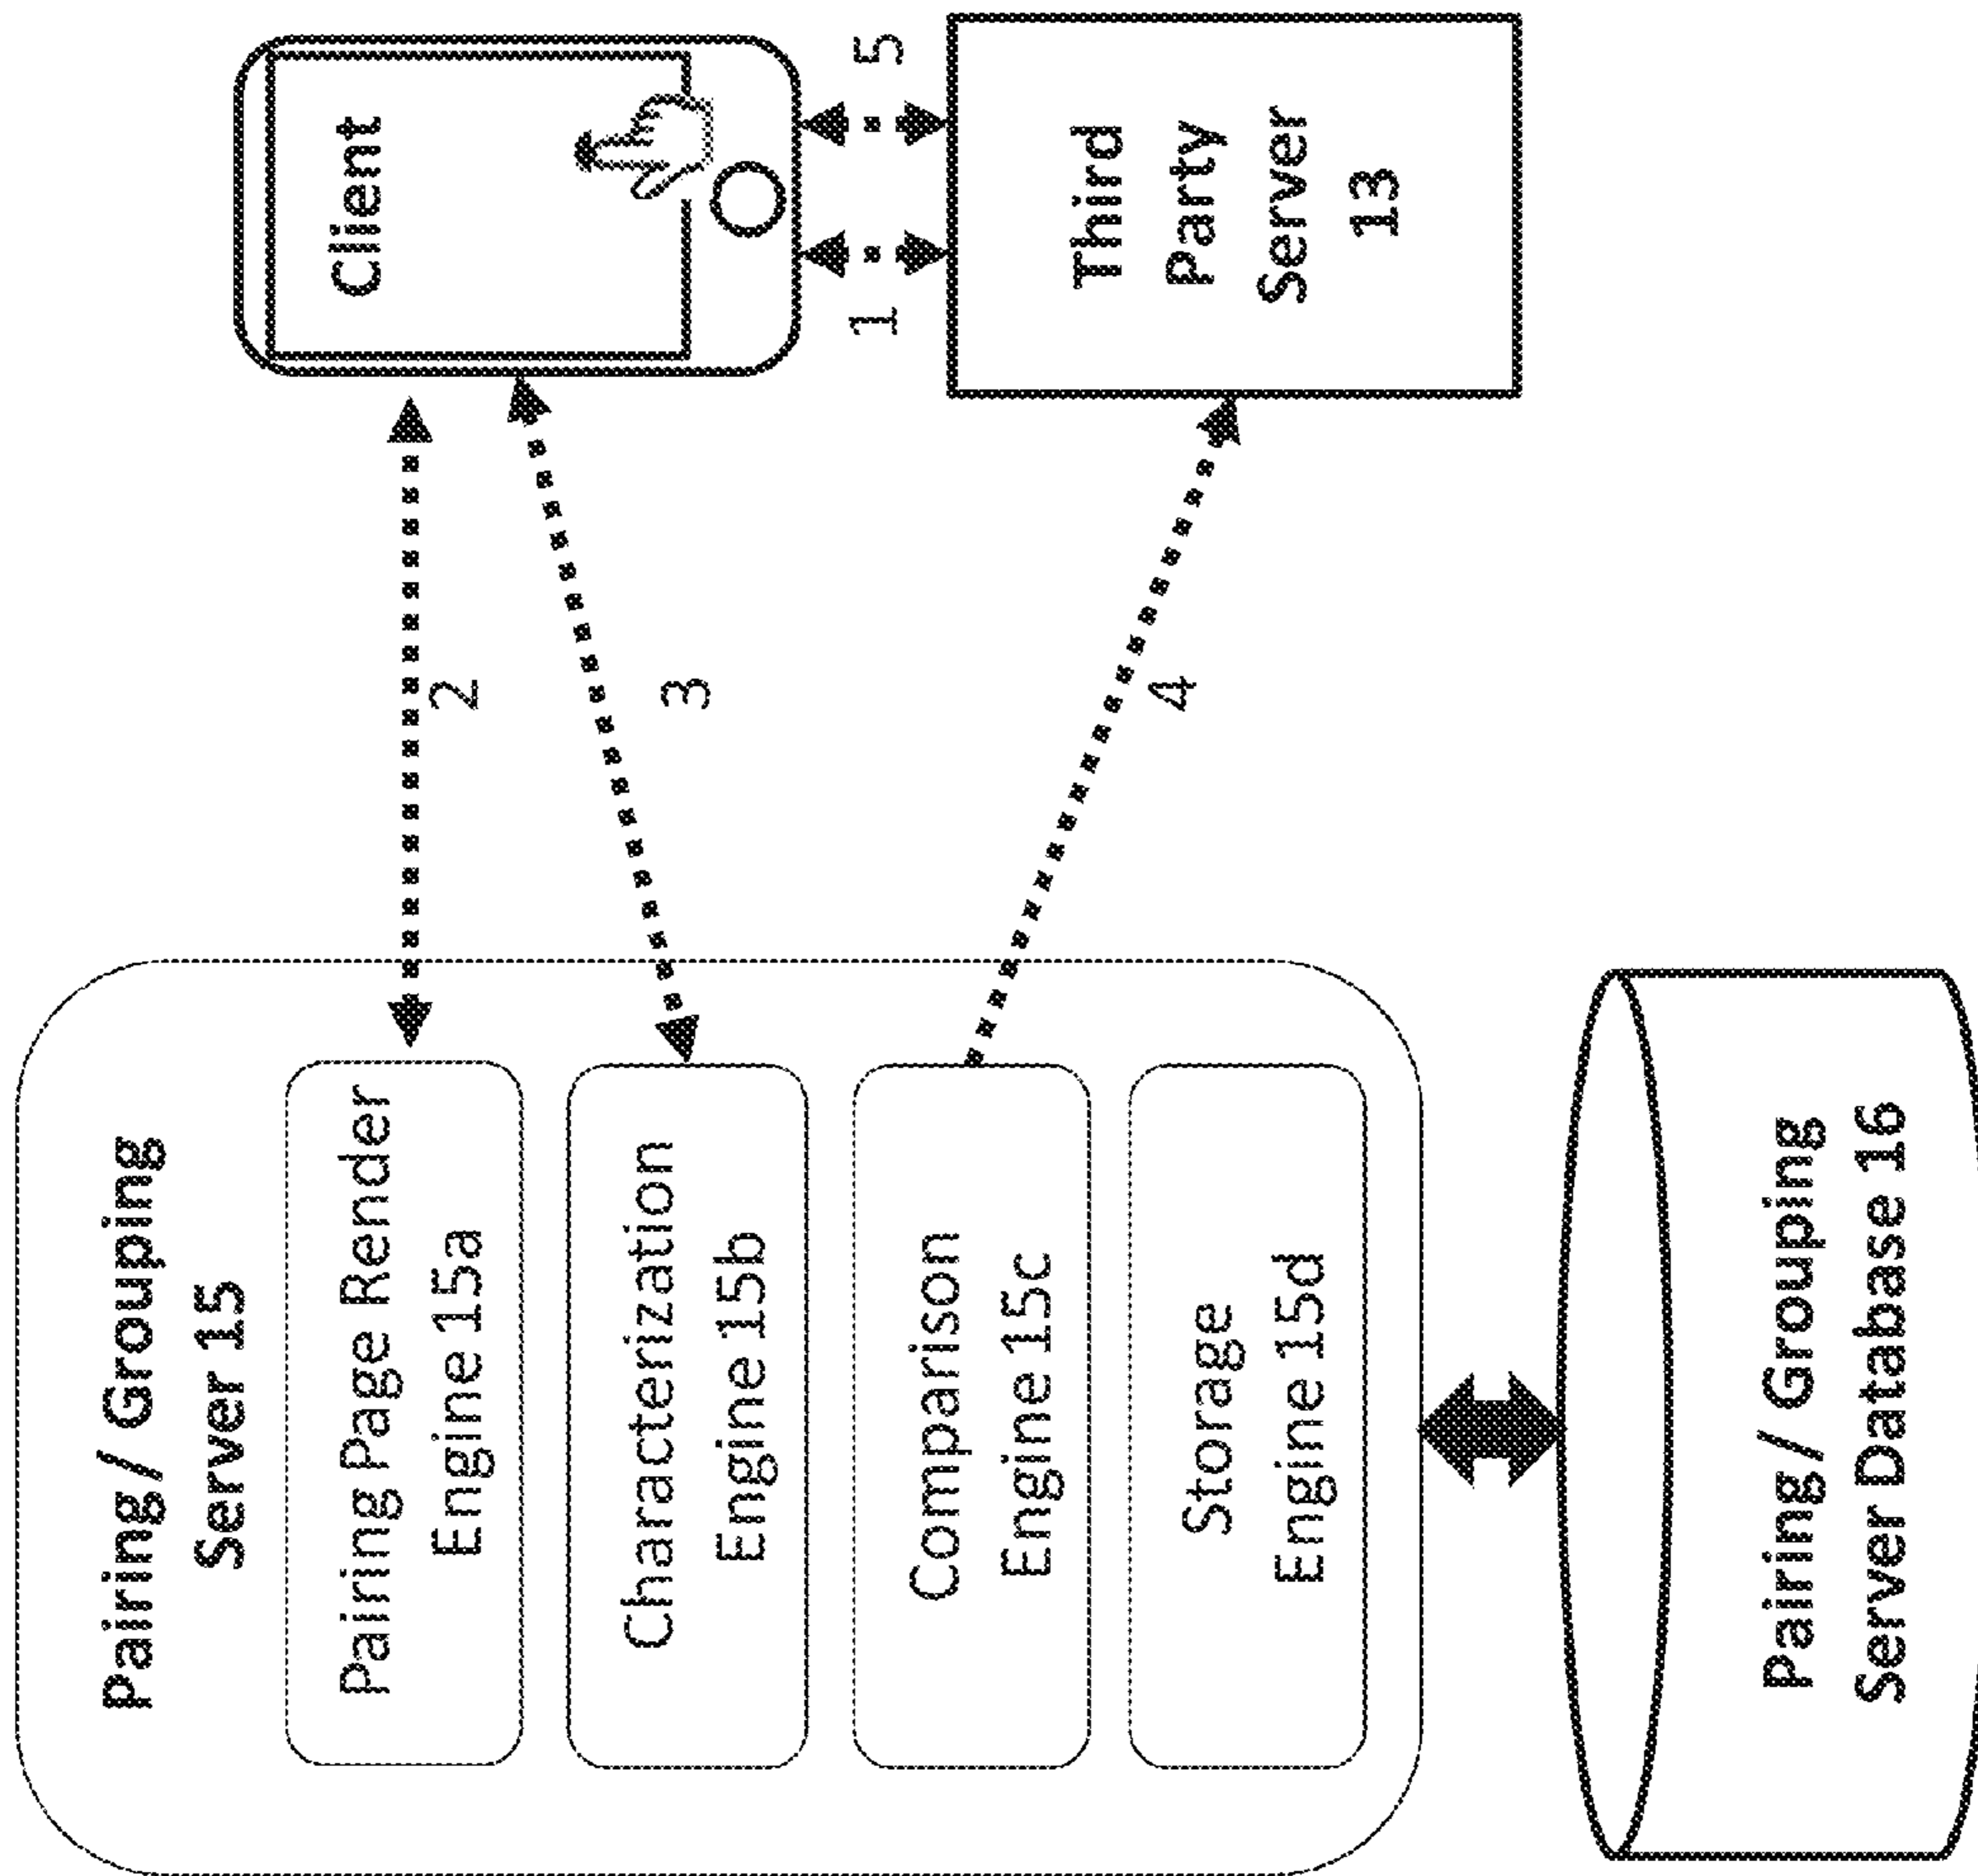 Pairing / Grouping
Server 15
Pairing Page Render
Engine 15a
Characterization
Engine 15b
Comparison
Engine 15c
Storage
Engine 15d
Pairing / Grouping
Server Database 16
2
3
4
Client
1
5
Third
Party
Server
13